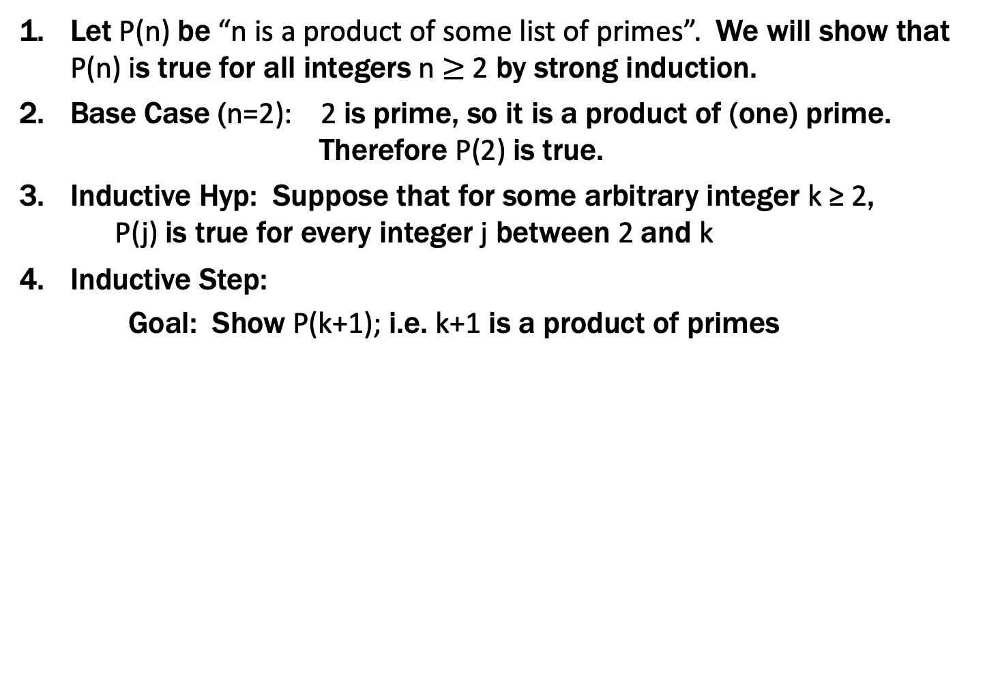 1. Let P(n) be “n is a product of some list of primes”. We will show that
P(n) is true for all integers n ≥ 2 by strong induction.
2. Base Case (n=2): 2 is prime, so it is a product of (one) prime.
Therefore P(2) is true.
3. Inductive Hyp: Suppose that for some arbitrary integer k ≥ 2,
P(j) is true for every integer j between 2 and k
4. Inductive Step:
Goal: Show P(k+1); i.e. k+1 is a product of primes